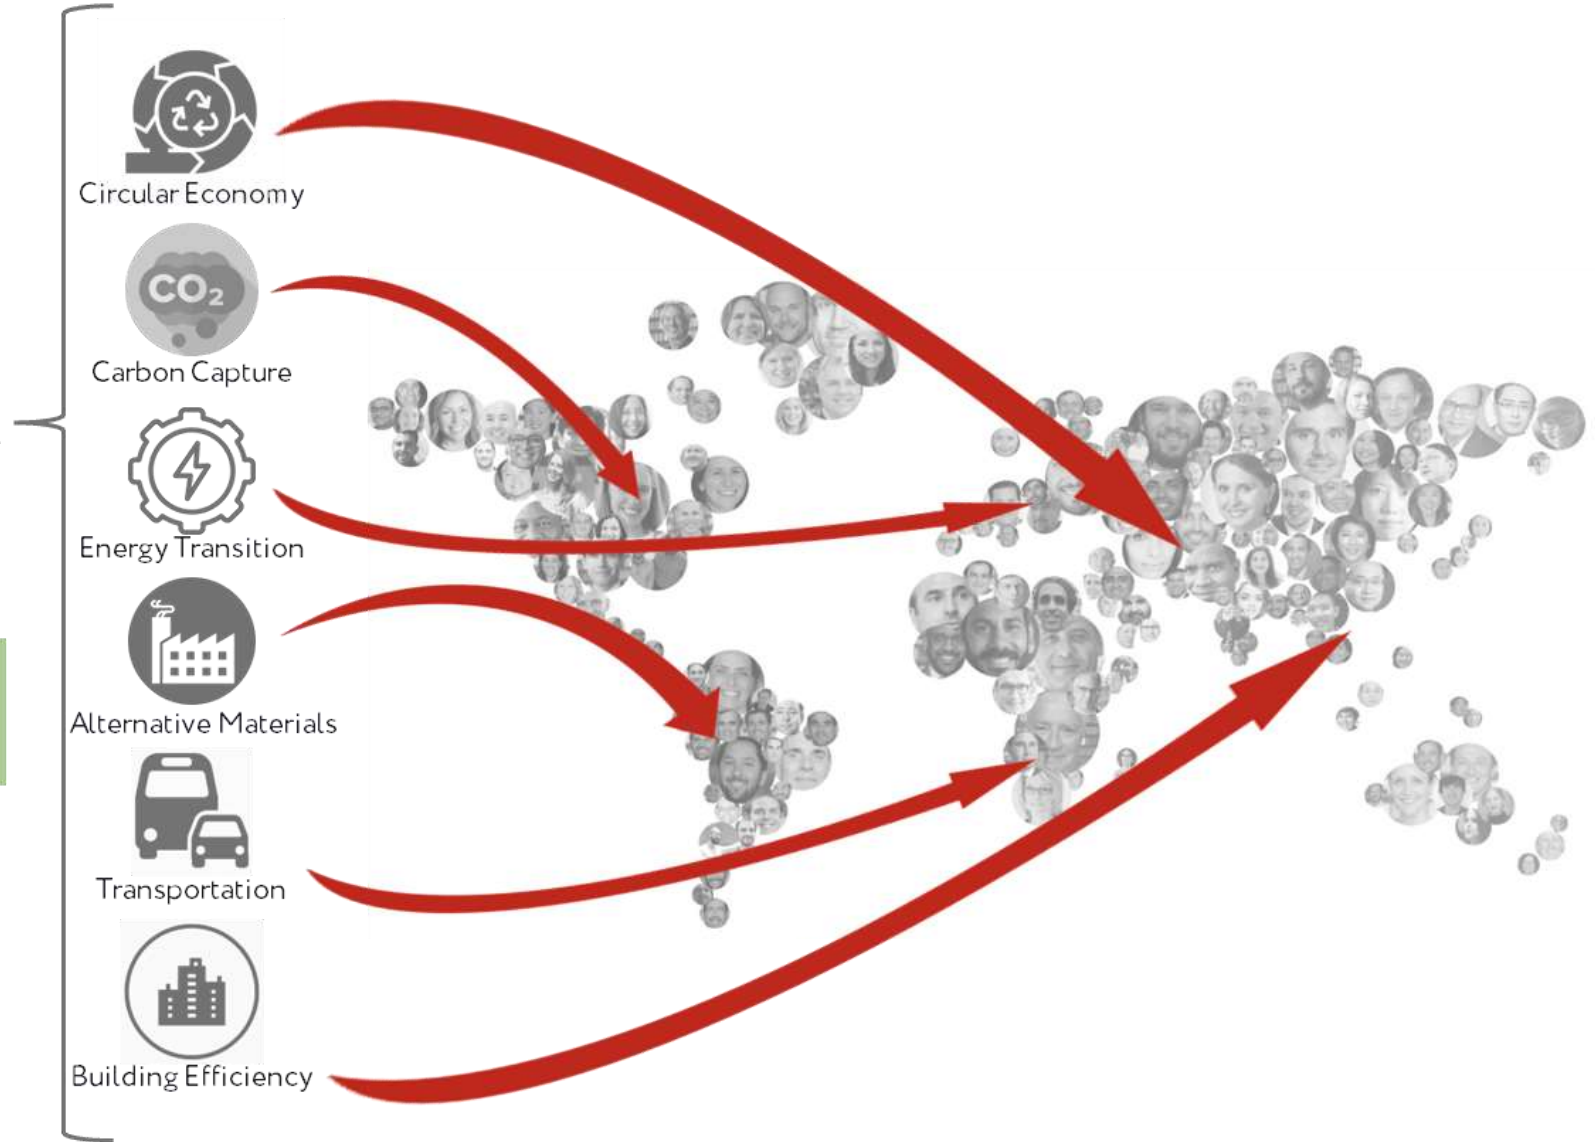 Circular Economy
CO₂
Carbon Capture
Energy Transition
Alternative Materials
Transportation
Building Efficiency